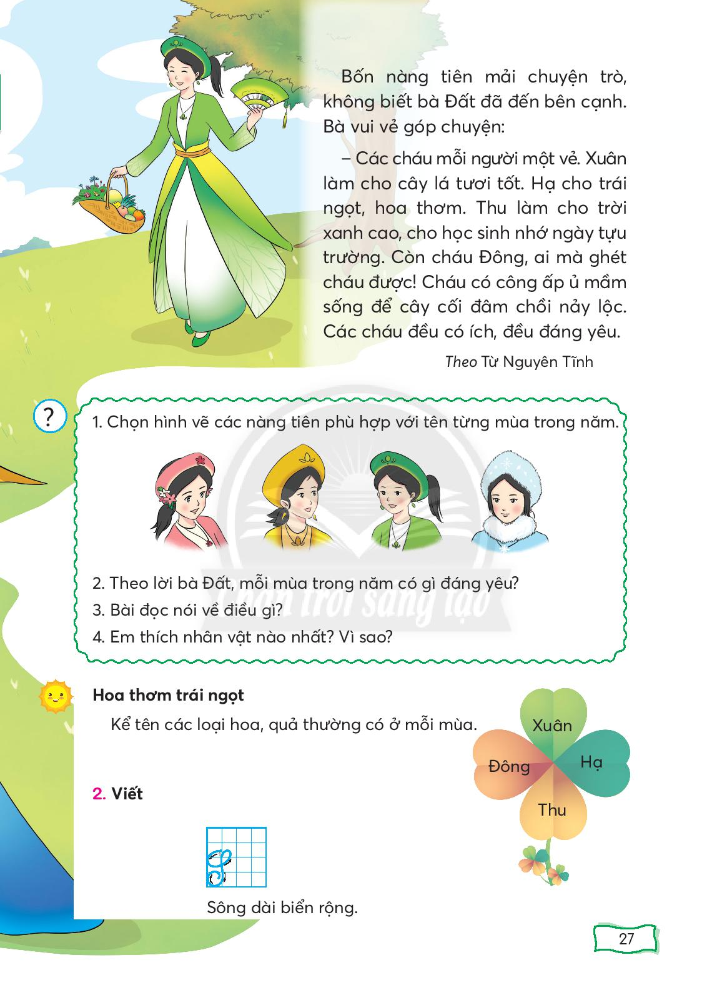 Bốn nàng tiên mải chuyện trò,
không biết bà Đất đã đến bên cạnh.
Bà vui vẻ góp chuyện:
– Các cháu mỗi người một vẻ. Xuân
làm cho cây lá tươi tốt. Hạ cho trái
ngọt, hoa thơm. Thu làm cho trời
xanh cao, cho học sinh nhớ ngày tựu
trường. Còn cháu Đông, ai mà ghét
cháu được! Cháu có công ấp ủ mầm
sống để cây cối đâm chồi nảy lộc.
Các cháu đều có ích, đều đáng yêu.
Theo Từ Nguyên Tĩnh
?
1. Chọn hình vẽ các nàng tiên phù hợp với tên từng mùa trong năm.
2. Theo lời bà Đất, mỗi mùa trong năm có gì đáng yêu?
3. Bài đọc nói về điều gì?
4. Em thích nhân vật nào nhất? Vì sao?
Chân trời sáng tạo
Hoa thơm trái ngọt
Kể tên các loại hoa, quả thường có ở mỗi mùa.
Xuân
Đông
Hạ
Thu
2. Viết
S
Sông dài biển rộng.
27